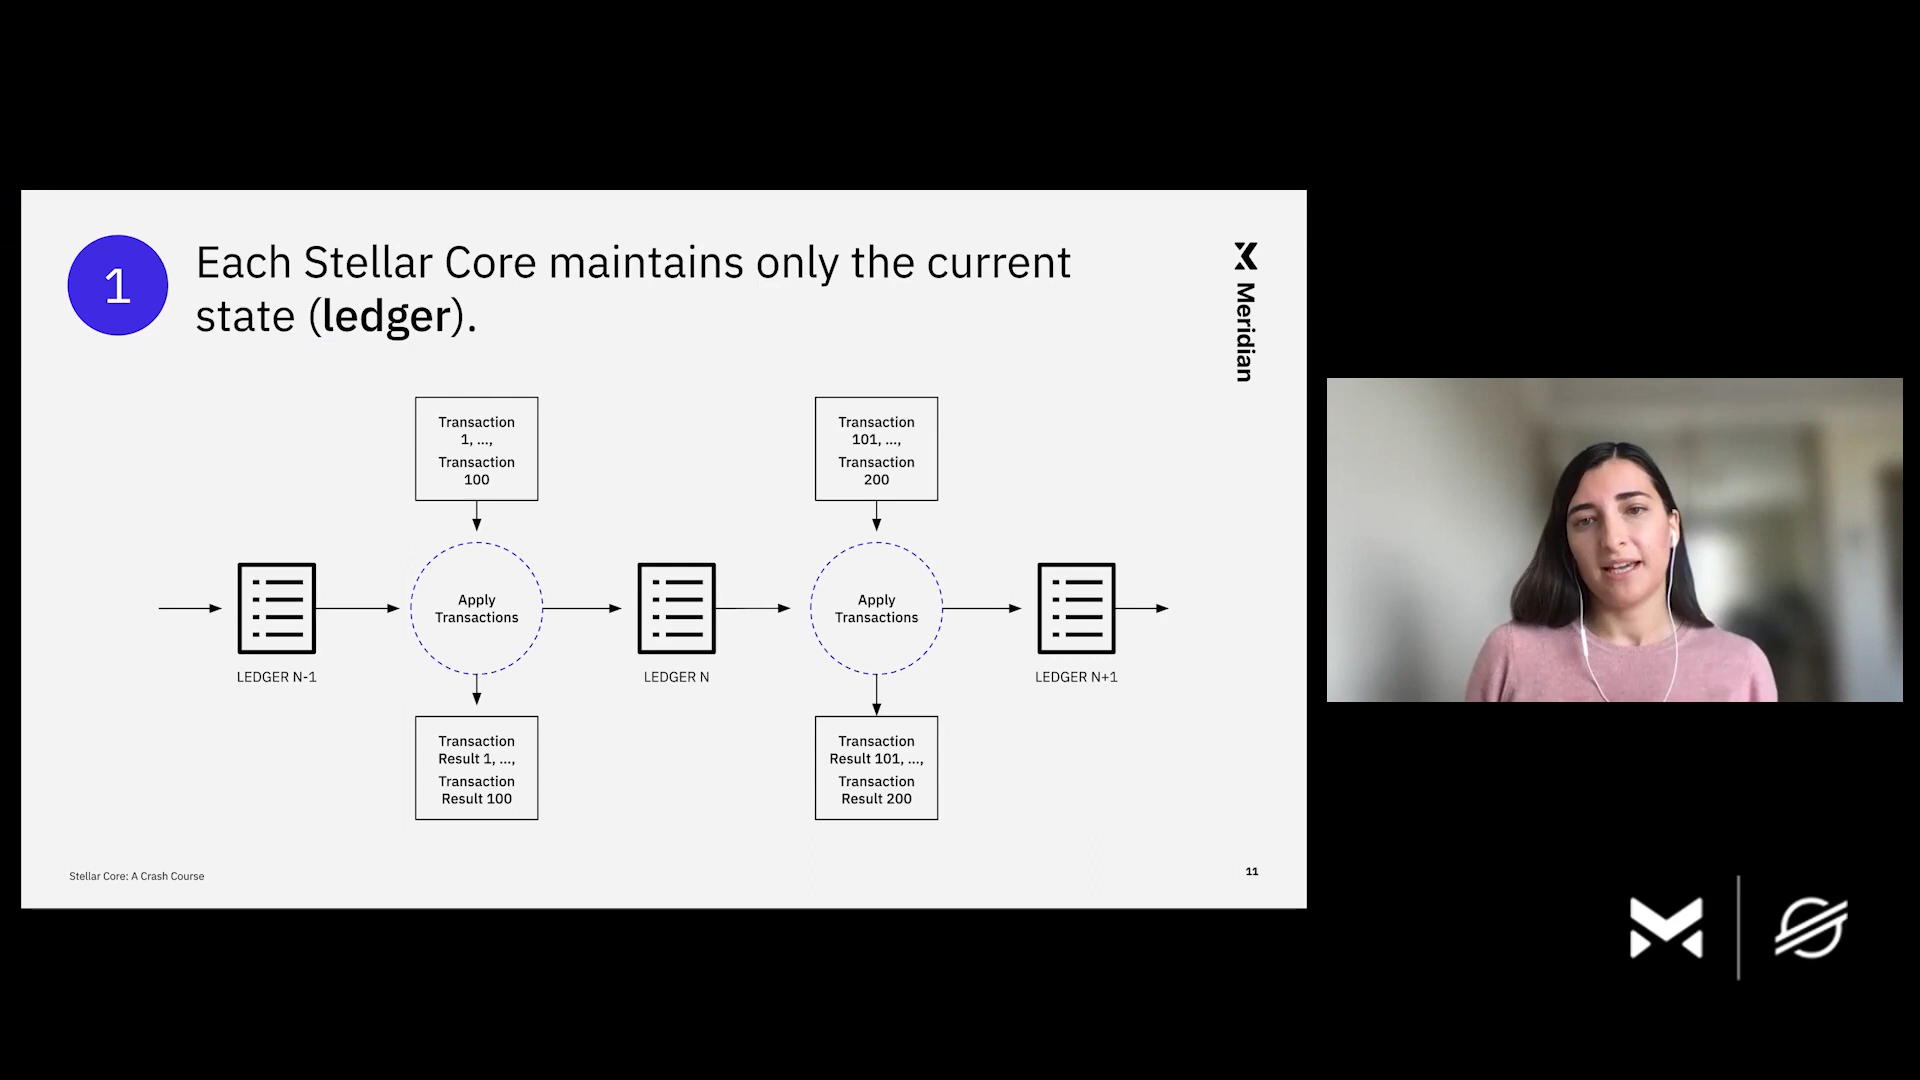 1
Each Stellar Core maintains only the current
state (ledger).
Meridian
Transaction
1, ...,
Transaction
100
Transaction
101, ...,
Transaction
200
Apply
Transactions
Apply
Transactions
LEDGER N-1
LEDGER N
LEDGER N+1
Transaction
Result 1, ...,
Transaction
Result 100
Transaction
Result 101, ...,
Transaction
Result 200
Stellar Core: A Crash Course
11